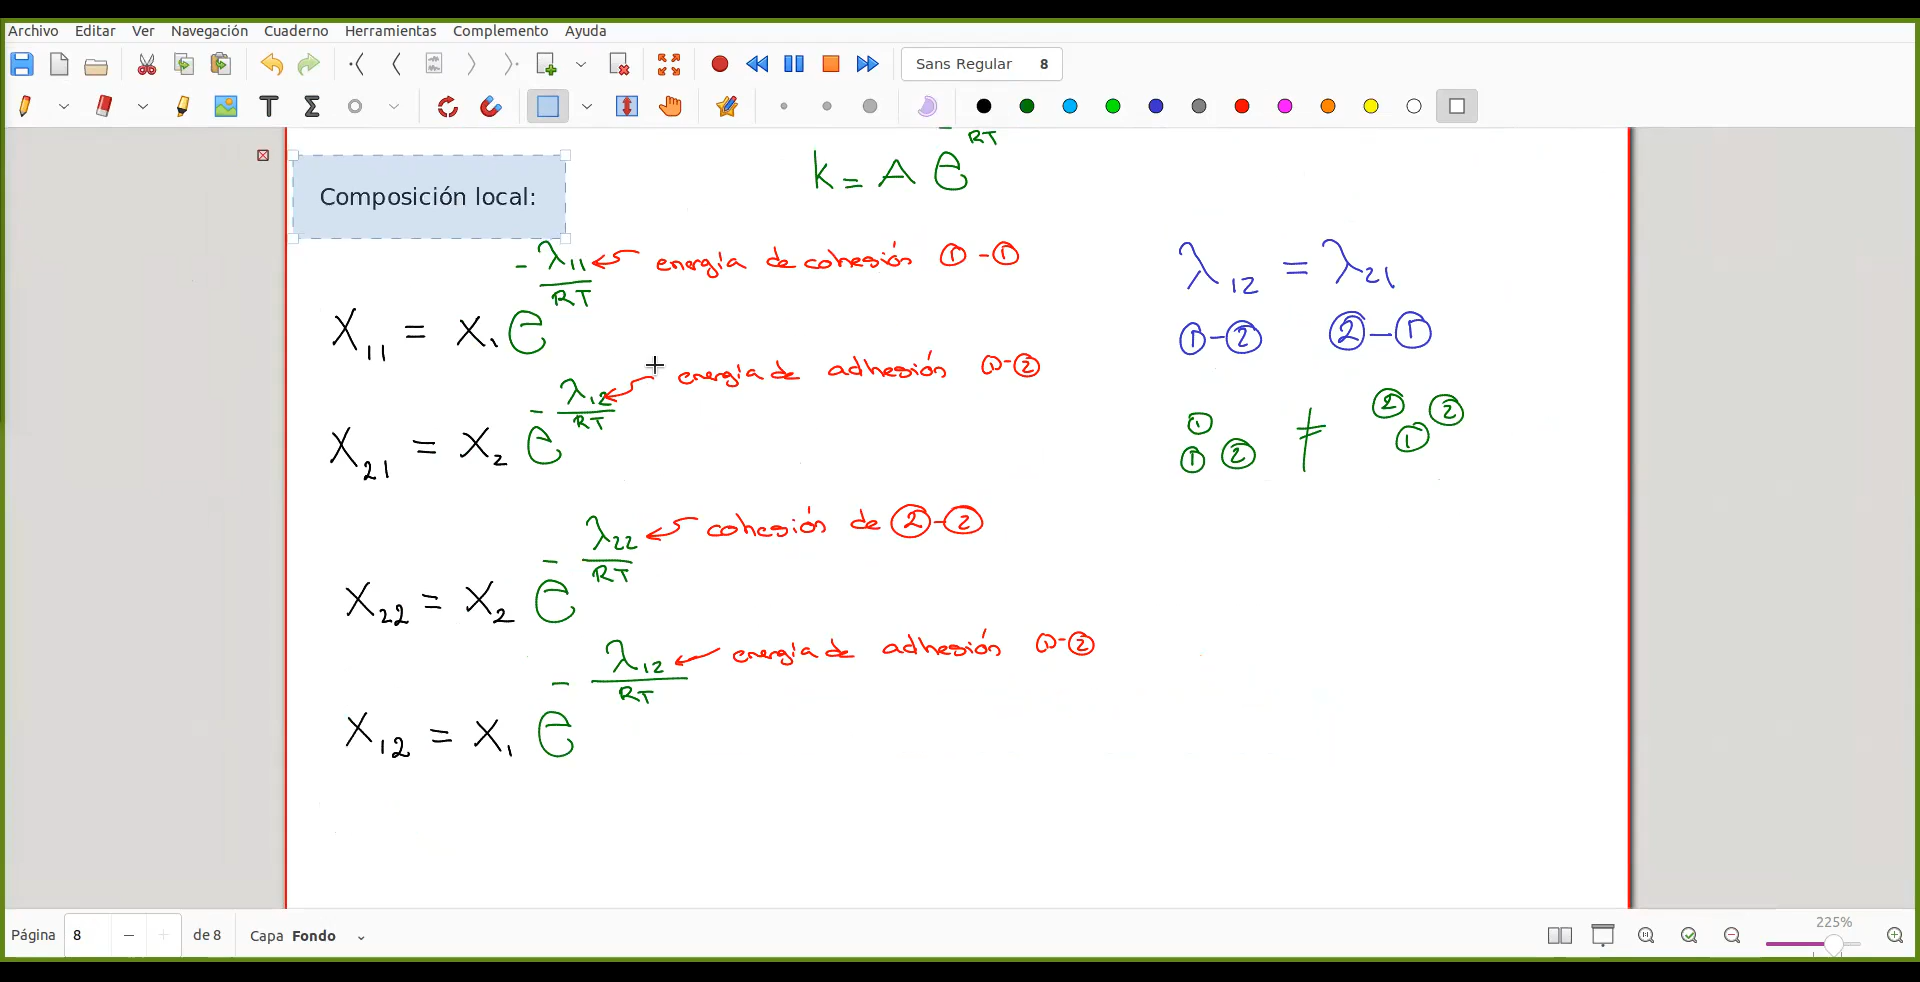 Archivo Editar Ver Navegación Cuaderno Herramientas Complemento Ayuda
Sans Regular 8
RT
k = A e
Composición local:
- λ11 / RT
energía de cohesión ① - ①
X11 = X1 e
- λ12 / RT
energía de adhesión ①-②
X21 = X2 e
- λ22 / RT
cohesión de ②-②
X22 = X2 e
- λ12 / RT
energía de adhesión ①-②
X12 = X1 e
λ12 = λ21
①-② ②-①
① ② ②
① ② ≠ ①
Página 8 de 8 Capa Fondo
225%